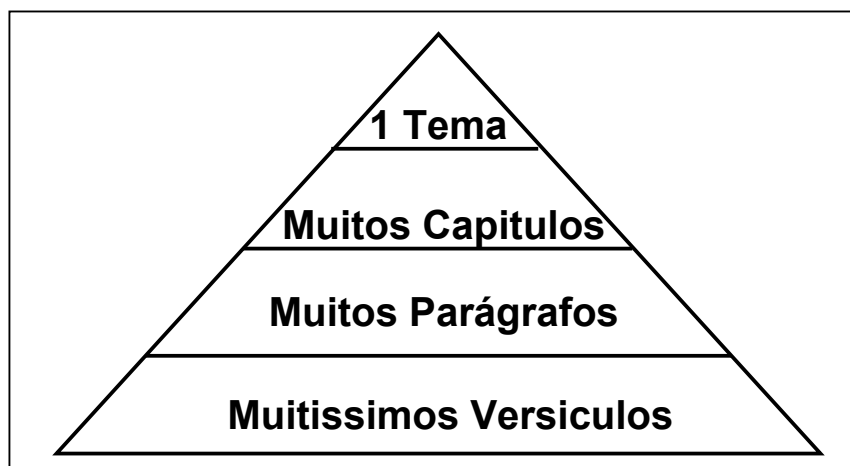 1 Tema
Muitos Capitulos
Muitos Parágrafos
Muitissimos Versiculos